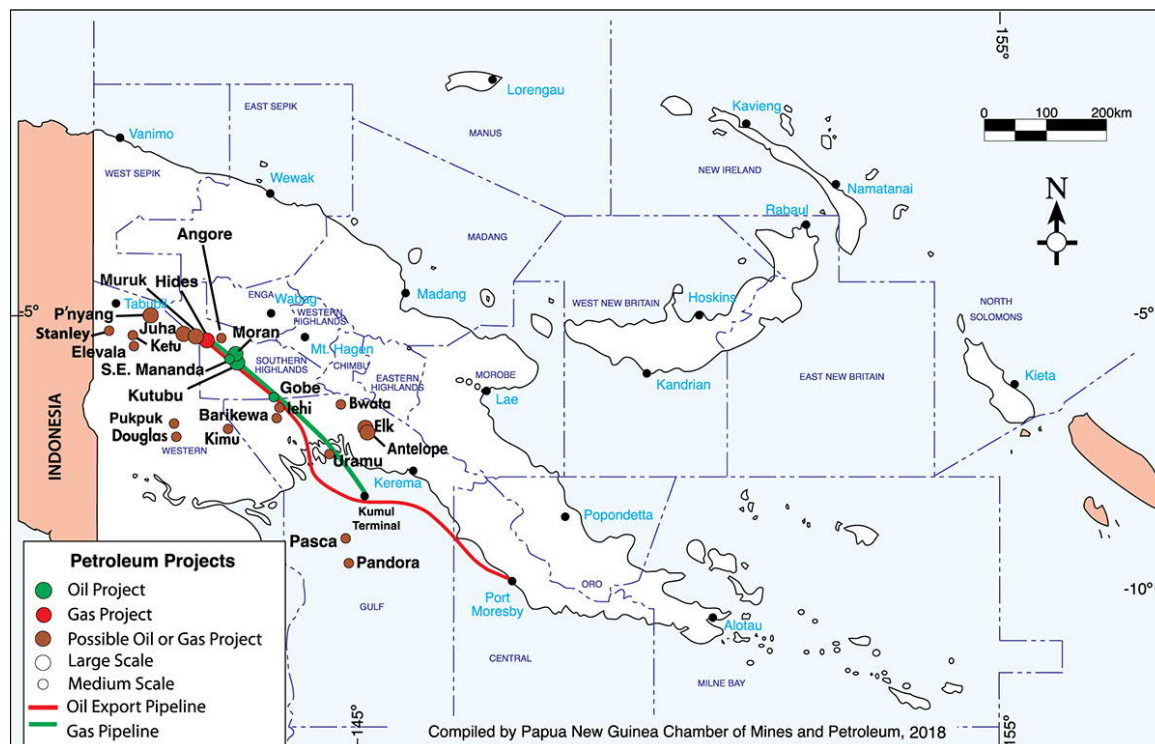 155°
Lorengau
Kavieng
0 100 200km
EAST SEPIK
MANUS
Vanimo
WEST SEPIK
NEW IRELAND
Wewak
Namatanai
N
Rabaul
Angore
MADANG
Muruk Hides
Tabubil
ENGA
Wabag
WESTERN
HIGHLANDS
Madang
WEST NEW BRITAIN
Hoskins
NORTH
SOLOMONS
-5°
P'nyang
-5°
Stanley
Juha
Ketu
Moran
Mt. Hagen
Elevala
S.E. Mananda
SOUTHERN
HIGHLANDS
CHIMBU
EASTERN
HIGHLANDS
MOROBE
Kandrian
EAST NEW BRITAIN
Kieta
Kutubu
Gobe
Lae
Iehi
Bwata
Pukpuk
Barikewa
Elk
Douglas
Kimu
Antelope
WESTERN
INDONESIA
Uramu
Kerema
Kumul
Terminal
Popondetta
Pasca
Pandora
Petroleum Projects
Oil Project
Gas Project
Possible Oil or Gas Project
Large Scale
Medium Scale
Oil Export Pipeline
Gas Pipeline
GULF
ORO
Port
Moresby
-10°
Alotau
CENTRAL
MILNE BAY
-145°
Compiled by Papua New Guinea Chamber of Mines and Petroleum, 2018
155°